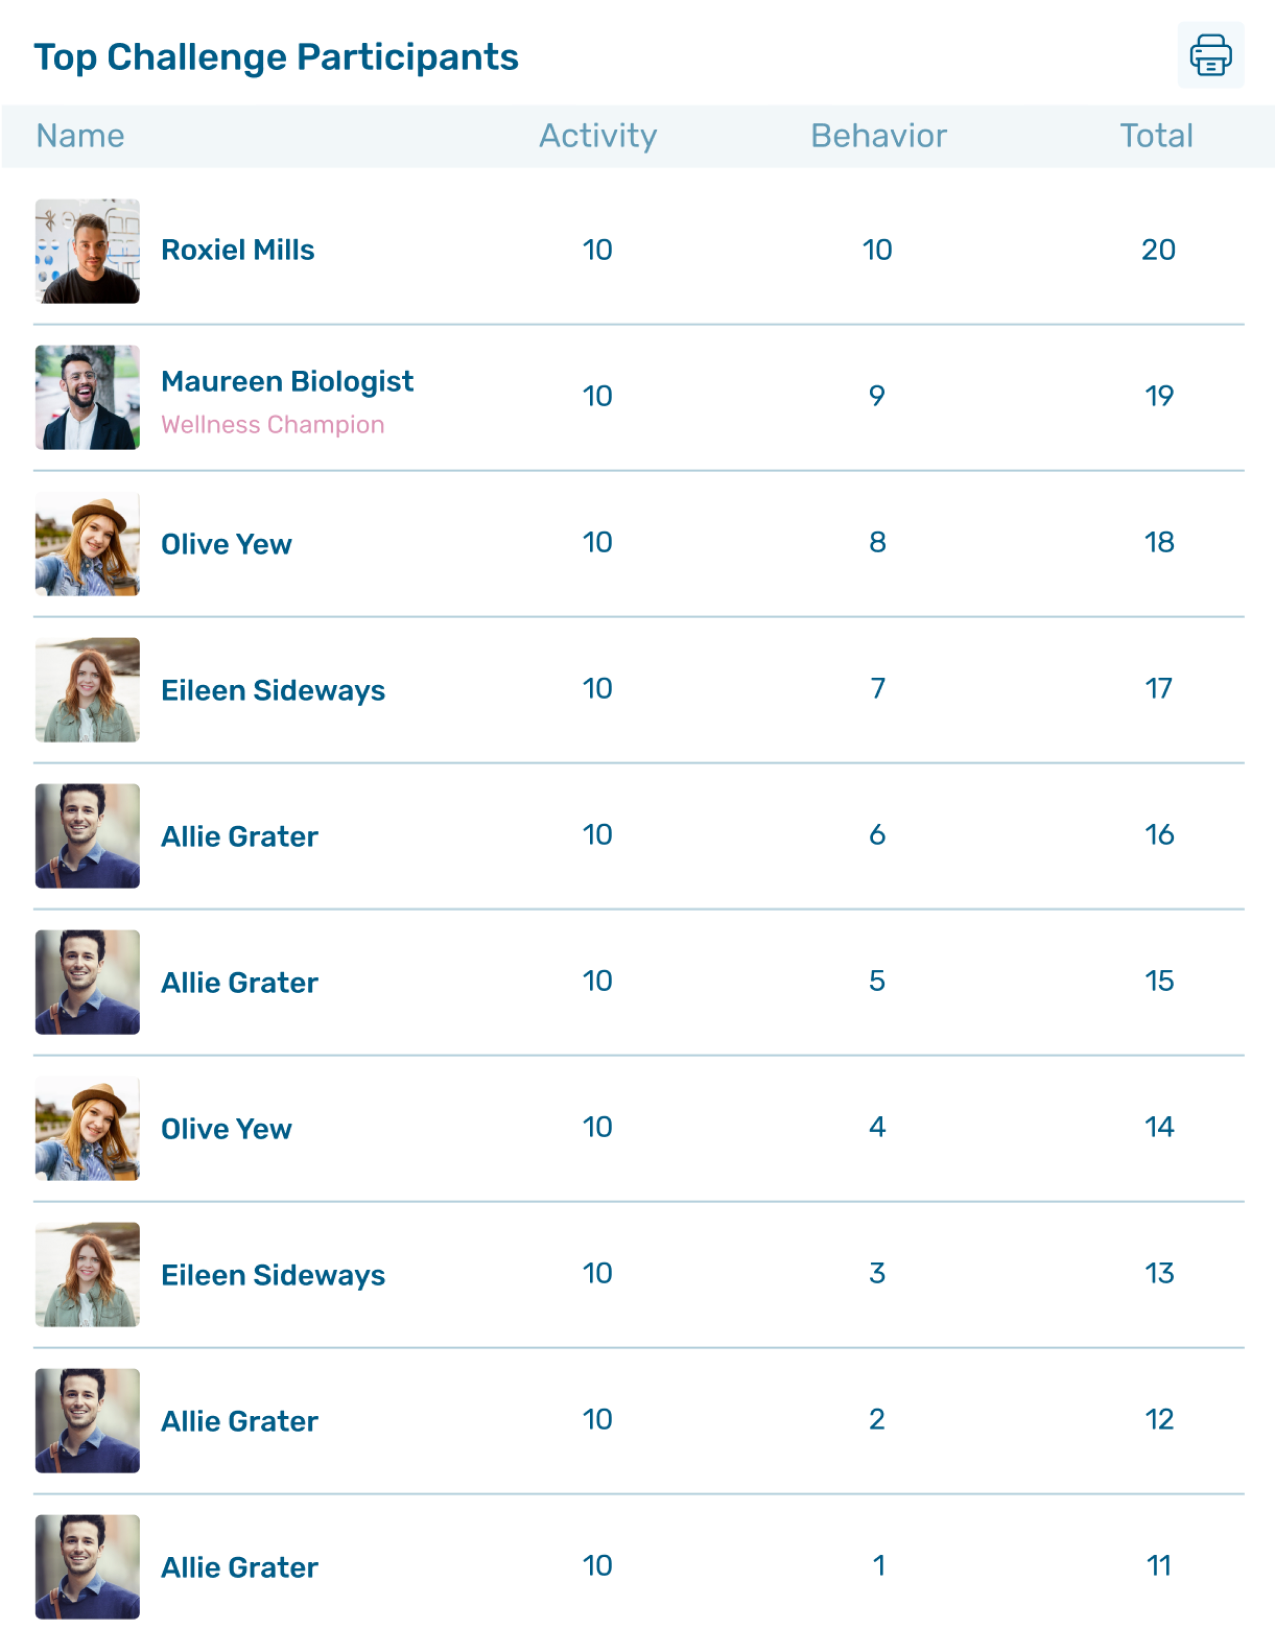 Top Challenge Participants
Name Activity Behavior Total
Roxiel Mills 10 10 20
Maureen Biologist
Wellness Champion
10 9 19
Olive Yew 10 8 18
Eileen Sideways 10 7 17
Allie Grater 10 6 16
Allie Grater 10 5 15
Olive Yew 10 4 14
Eileen Sideways 10 3 13
Allie Grater 10 2 12
Allie Grater 10 1 11